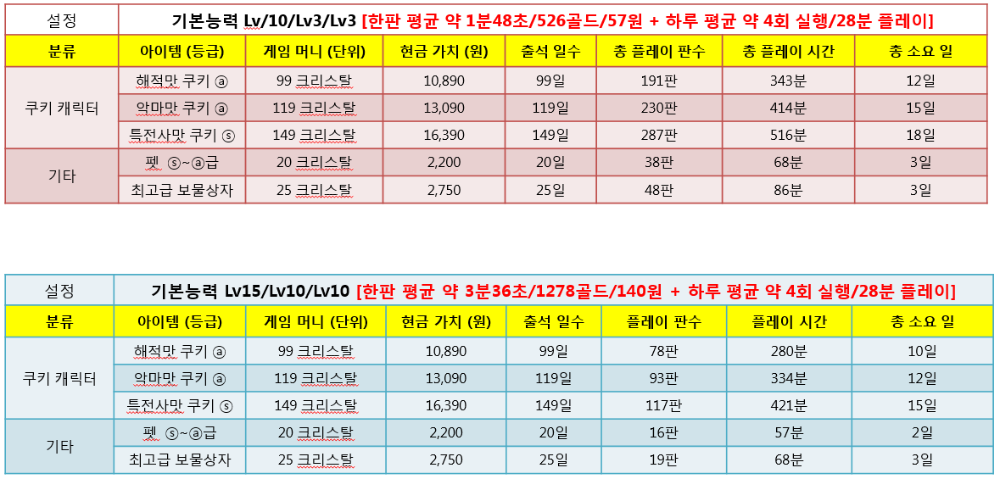 설정 기본능력 Lv/10/Lv3/Lv3 [한판 평균 약 1분48초/526골드/57원 + 하루 평균 약 4회 실행/28분 플레이]
분류 아이템 (등급) 게임 머니 (단위) 현금 가치 (원) 출석 일수 총 플레이 판수 총 플레이 시간 총 소요 일
쿠키 캐릭터 해적맛 쿠키 ⓐ 99 크리스탈 10,890 99일 191판 343분 12일
악마맛 쿠키 ⓐ 119 크리스탈 13,090 119일 230판 414분 15일
특전사맛 쿠키 ⓢ 149 크리스탈 16,390 149일 287판 516분 18일
기타 펫 ⓢ~ⓐ급 20 크리스탈 2,200 20일 38판 68분 3일
최고급 보물상자 25 크리스탈 2,750 25일 48판 86분 3일
설정 기본능력 Lv15/Lv10/Lv10 [한판 평균 약 3분36초/1278골드/140원 + 하루 평균 약 4회 실행/28분 플레이]
분류 아이템 (등급) 게임 머니 (단위) 현금 가치 (원) 출석 일수 플레이 판수 플레이 시간 총 소요 일
쿠키 캐릭터 해적맛 쿠키 ⓐ 99 크리스탈 10,890 99일 78판 280분 10일
악마맛 쿠키 ⓐ 119 크리스탈 13,090 119일 93판 334분 12일
특전사맛 쿠키 ⓢ 149 크리스탈 16,390 149일 117판 421분 15일
기타 펫 ⓢ~ⓐ급 20 크리스탈 2,200 20일 16판 57분 2일
최고급 보물상자 25 크리스탈 2,750 25일 19판 68분 3일